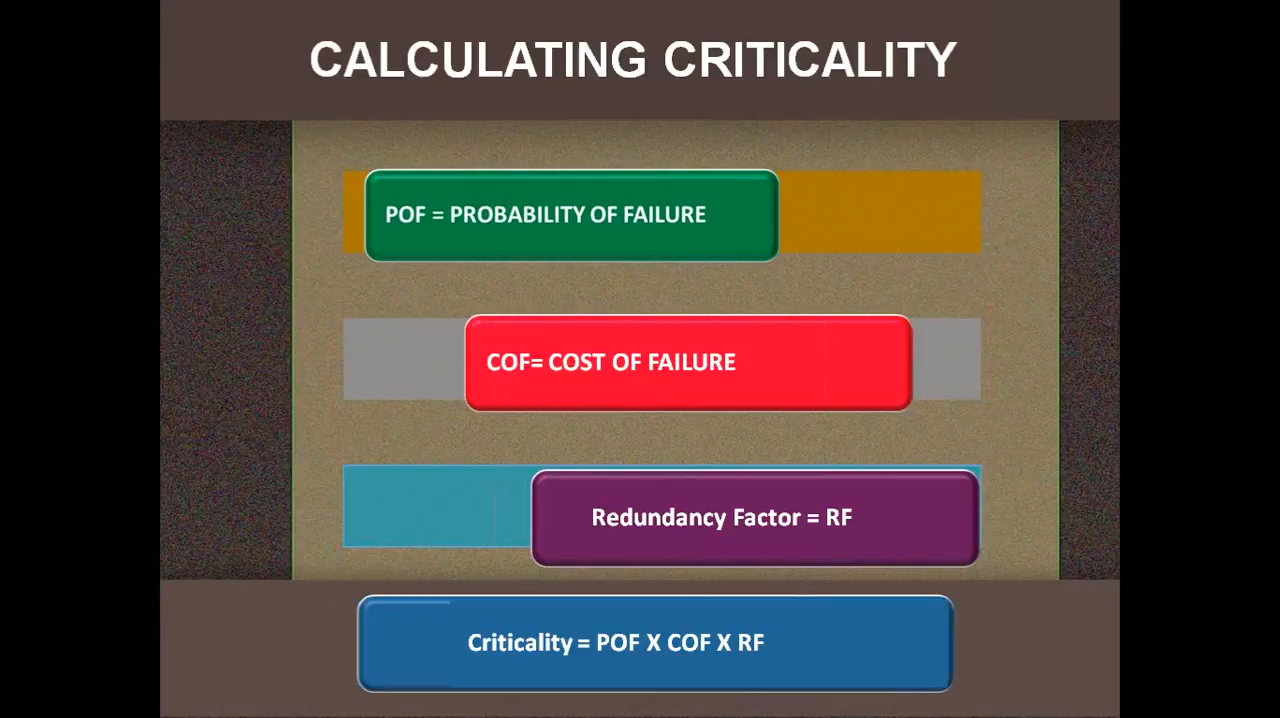 CALCULATING CRITICALITY
POF = PROBABILITY OF FAILURE
COF= COST OF FAILURE
Redundancy Factor = RF
Criticality = POF X COF X RF